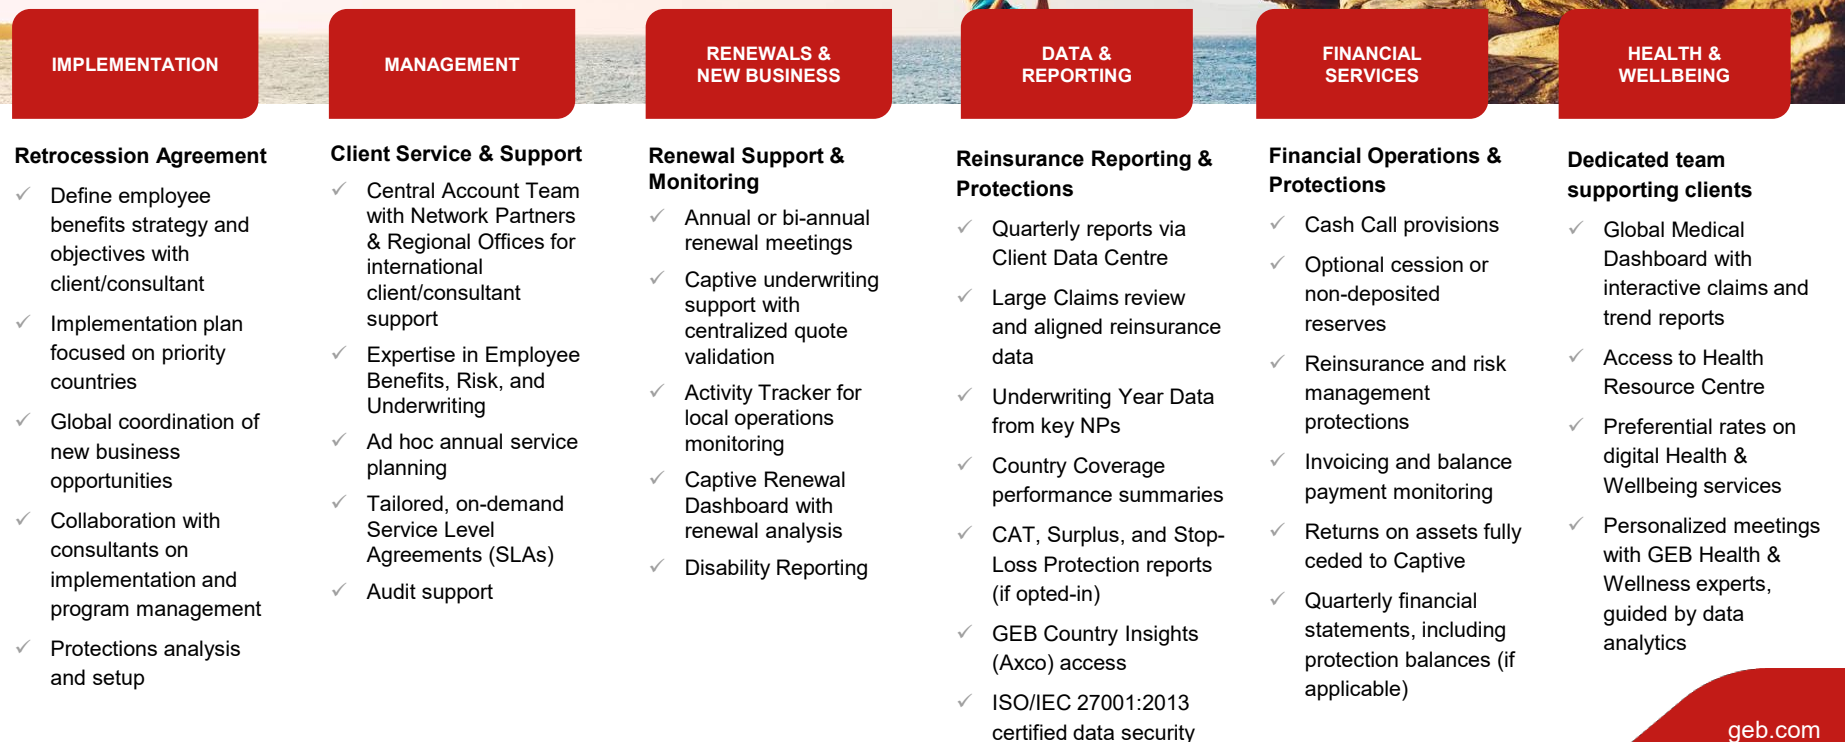 IMPLEMENTATION
Retrocession Agreement
Define employee
benefits strategy and
objectives with
client/consultant
Implementation plan
focused on priority
countries
Global coordination of
new business
opportunities
Collaboration with
consultants on
implementation and
program management
Protections analysis
and setup
MANAGEMENT
Client Service & Support
Central Account Team
with Network Partners
& Regional Offices for
international
client/consultant
support
Expertise in Employee
Benefits, Risk, and
Underwriting
Ad hoc annual service
planning
Tailored, on-demand
Service Level
Agreements (SLAs)
Audit support
RENEWALS &
NEW BUSINESS
Renewal Support &
Monitoring
Annual or bi-annual
renewal meetings
Captive underwriting
support with
centralized quote
validation
Activity Tracker for
local operations
monitoring
Captive Renewal
Dashboard with
renewal analysis
Disability Reporting
DATA &
REPORTING
Reinsurance Reporting &
Protections
Quarterly reports via
Client Data Centre
Large Claims review
and aligned reinsurance
data
Underwriting Year Data
from key NPs
Country Coverage
performance summaries
CAT, Surplus, and Stop-
Loss Protection reports
(if opted-in)
GEB Country Insights
(Axco) access
ISO/IEC 27001:2013
certified data security
FINANCIAL
SERVICES
Financial Operations &
Protections
Cash Call provisions
Optional cession or
non-deposited
reserves
Reinsurance and risk
management
protections
Invoicing and balance
payment monitoring
Returns on assets fully
ceded to Captive
Quarterly financial
statements, including
protection balances (if
applicable)
HEALTH &
WELLBEING
Dedicated team
supporting clients
Global Medical
Dashboard with
interactive claims and
trend reports
Access to Health
Resource Centre
Preferential rates on
digital Health &
Wellbeing services
Personalized meetings
with GEB Health &
Wellness experts,
guided by data
analytics
geb.com